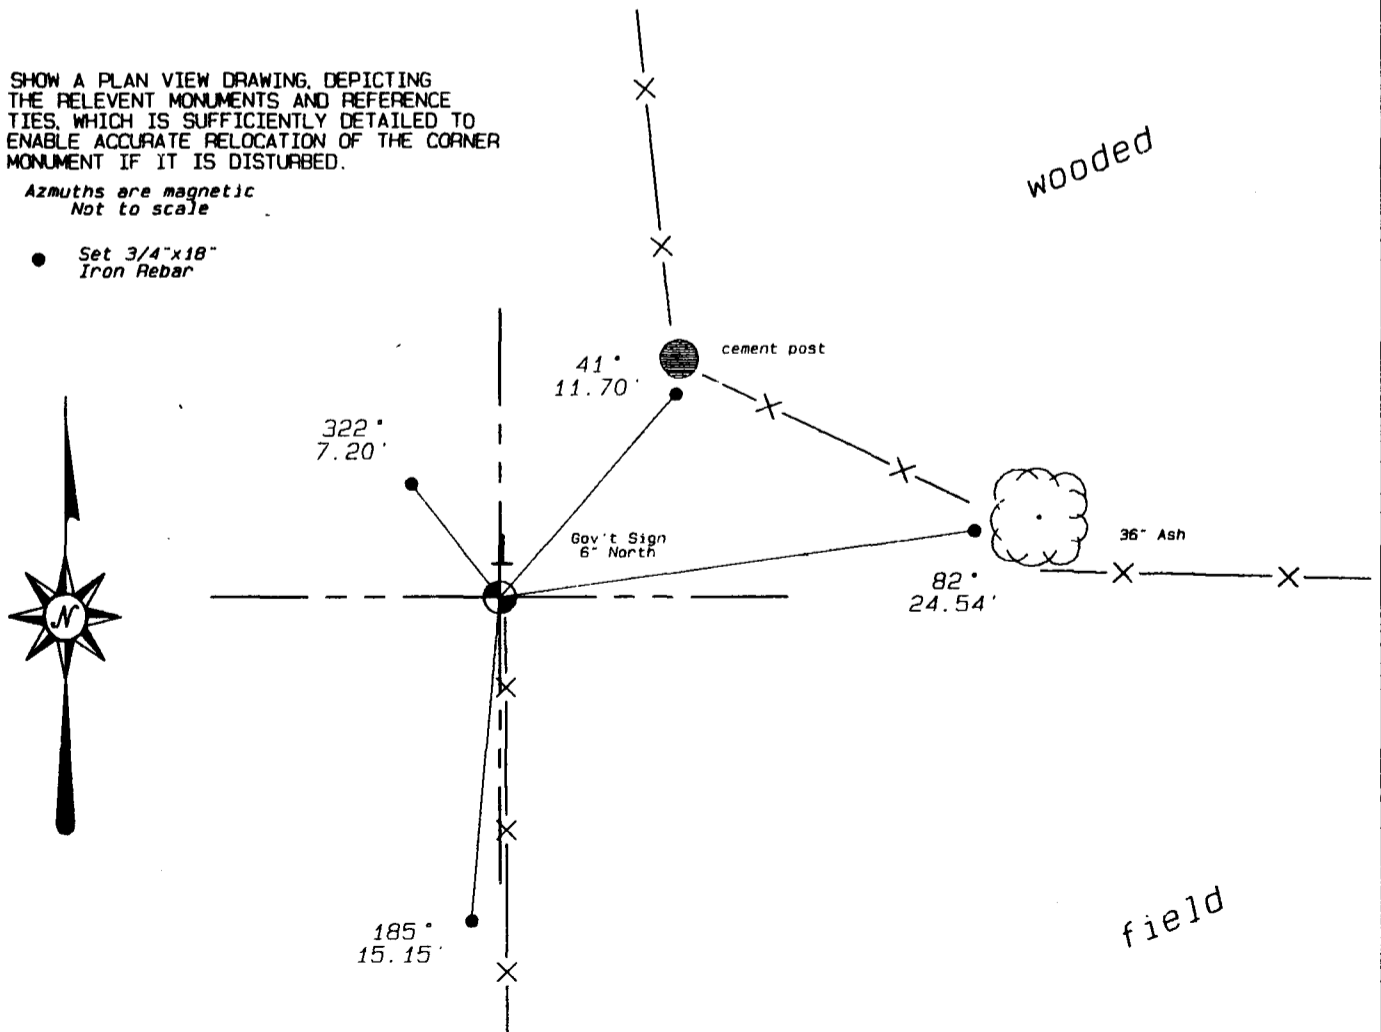 SHOW A PLAN VIEW DRAWING, DEPICTING
THE RELEVENT MONUMENTS AND REFERENCE
TIES, WHICH IS SUFFICIENTLY DETAILED TO
ENABLE ACCURATE RELOCATION OF THE CORNER
MONUMENT IF IT IS DISTURBED.
Azmuths are magnetic
Not to scale
Set 3/4"x18"
Iron Rebar
wooded
cement post
41°
11.70'
322°
7.20'
Gov't Sign
6" North
36" Ash
82°
24.54'
N
185°
15.15'
field